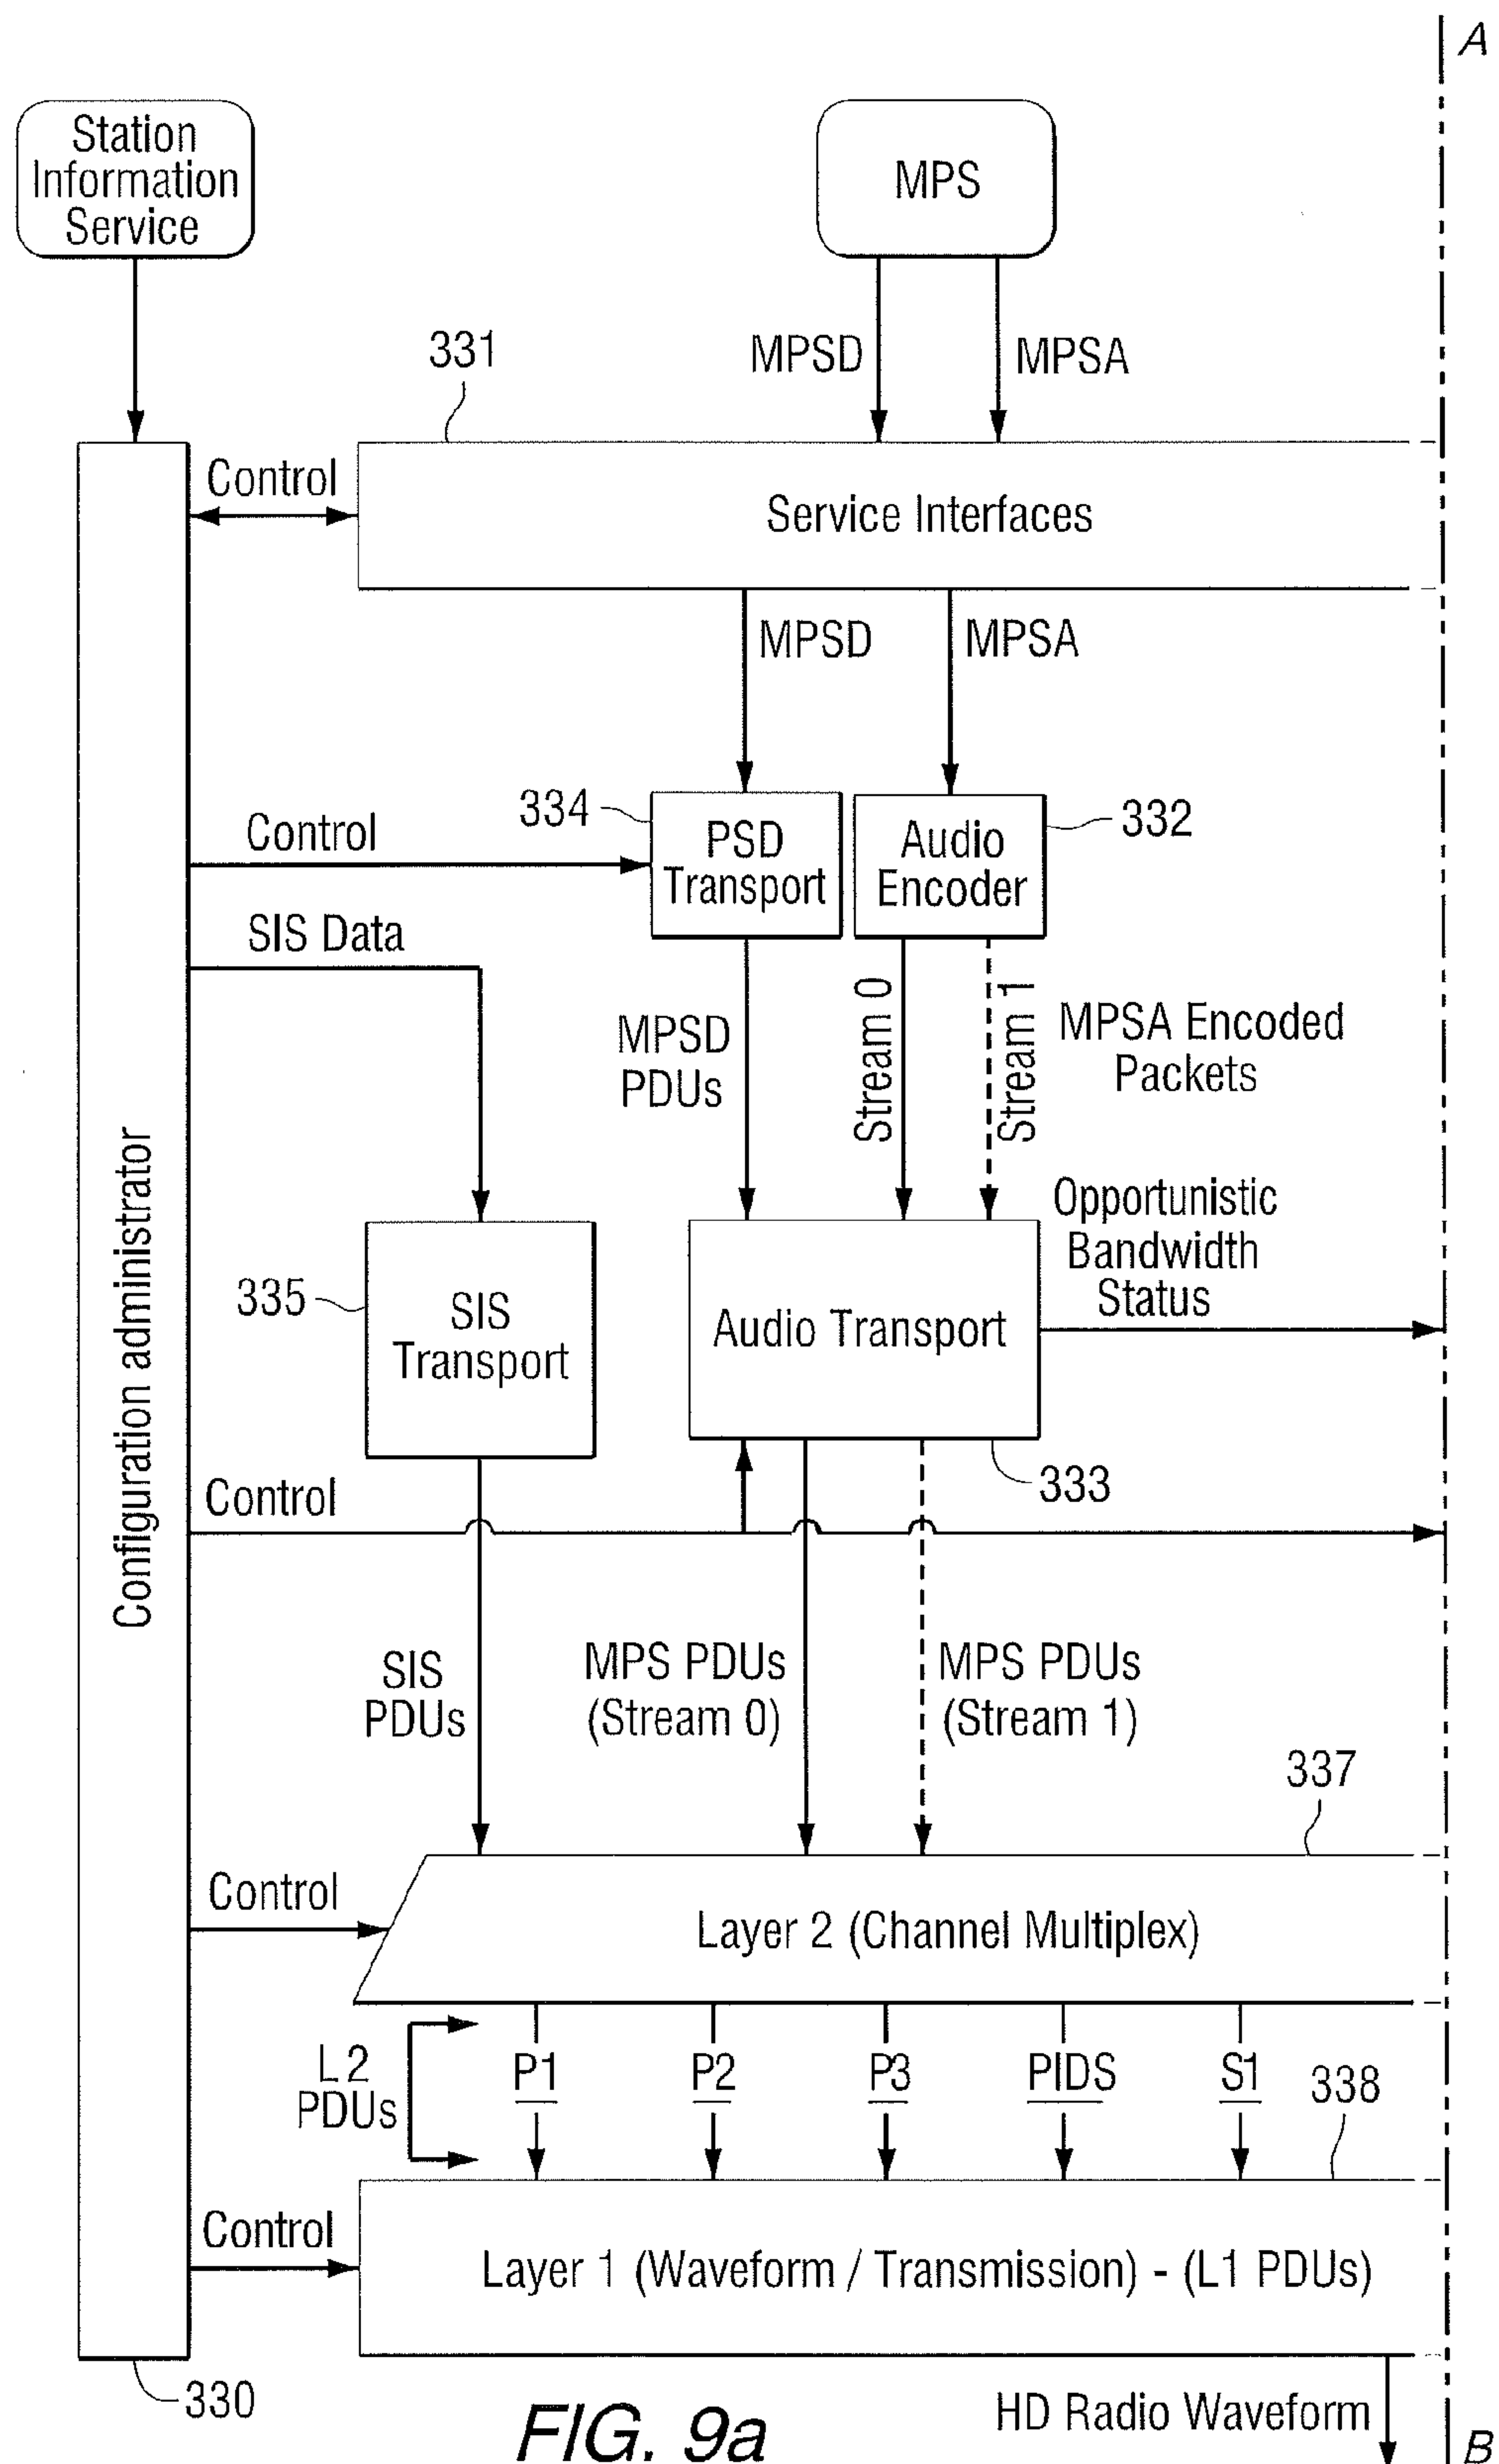 A
Station
Information
Service
MPS
331
MPSD
MPSA
Control
Service Interfaces
MPSD
MPSA
334
332
Control
PSD
Transport
Audio
Encoder
SIS Data
MPSD
PDUs
Stream 0
Stream 1
MPSA Encoded
Packets
Opportunistic
Bandwidth
Status
Configuration administrator
335
SIS
Transport
Audio Transport
333
Control
SIS
PDUs
MPS PDUs
(Stream 0)
MPS PDUs
(Stream 1)
337
Control
Layer 2 (Channel Multiplex)
L2
PDUs
P1
P2
P3
PIDS
S1
338
Control
Layer 1 (Waveform / Transmission) - (L1 PDUs)
330
HD Radio Waveform
FIG. 9a
B